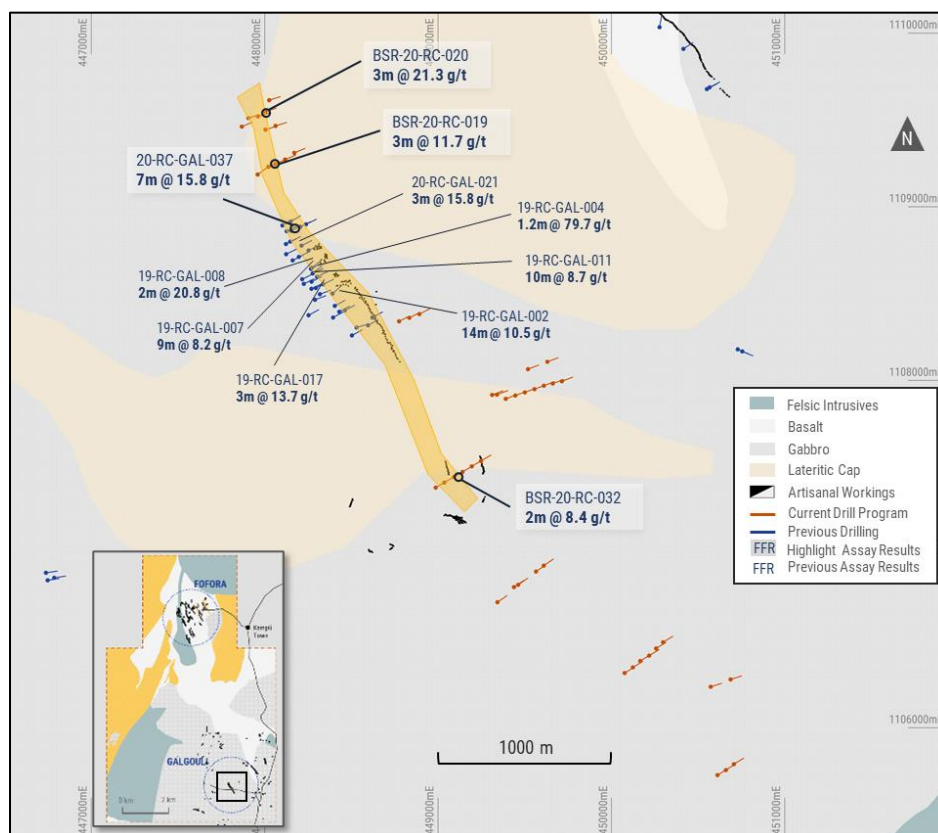 447000mE
448000mE
449000mE
450000mE
451000mE
1110000m
BSR-20-RC-020
3m @ 21.3 g/t
BSR-20-RC-019
3m @ 11.7 g/t
N
20-RC-GAL-037
7m @ 15.8 g/t
20-RC-GAL-021
3m @ 15.8 g/t
1109000m
19-RC-GAL-004
1.2m @ 79.7 g/t
19-RC-GAL-008
2m @ 20.8 g/t
19-RC-GAL-011
10m @ 8.7 g/t
19-RC-GAL-007
9m @ 8.2 g/t
19-RC-GAL-002
14m @ 10.5 g/t
19-RC-GAL-017
3m @ 13.7 g/t
1108000m
Felsic Intrusives
Basalt
Gabbro
Lateritic Cap
Artisanal Workings
Current Drill Program
Previous Drilling
FFR Highlight Assay Results
FFR Previous Assay Results
BSR-20-RC-032
2m @ 8.4 g/t
FOFORA
Town
1106000m
1000 m
GALGOULI
0 km
447000mE
449000mE
450000mE
451000mE